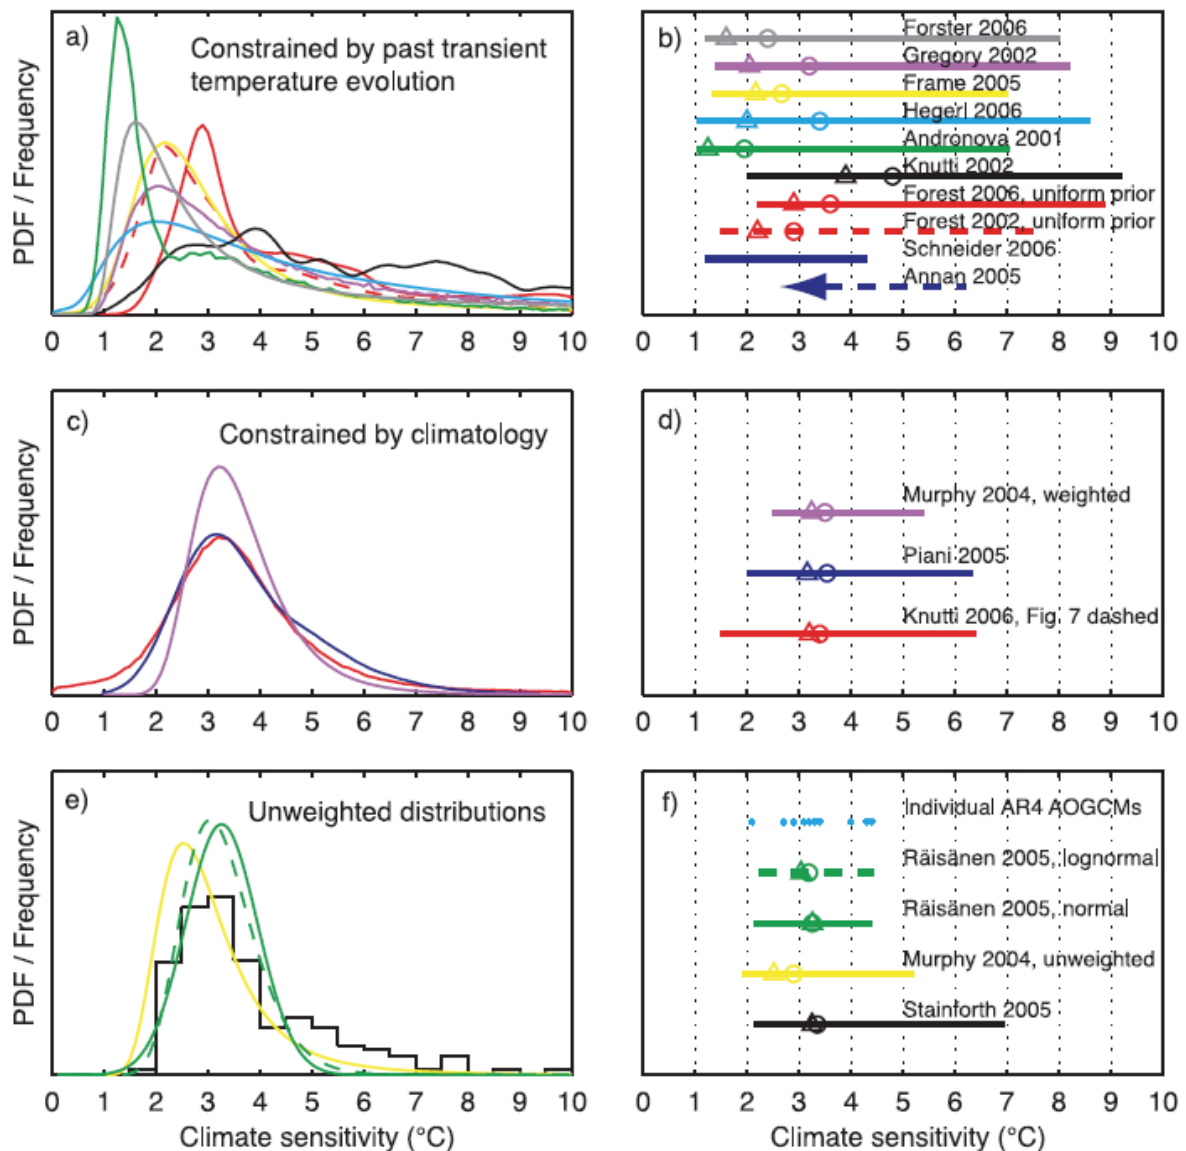 a)
Constrained by past transient
temperature evolution
PDF / Frequency
0 1 2 3 4 5 6 7 8 9 10
b)
Forster 2006
Gregory 2002
Frame 2005
Hegerl 2006
Andronova 2001
Knutti 2002
Forest 2006, uniform prior
Forest 2002, uniform prior
Schneider 2006
Annan 2005
0 1 2 3 4 5 6 7 8 9 10
c)
Constrained by climatology
PDF / Frequency
0 1 2 3 4 5 6 7 8 9 10
d)
Murphy 2004, weighted
Piani 2005
Knutti 2006, Fig. 7 dashed
0 1 2 3 4 5 6 7 8 9 10
e)
Unweighted distributions
PDF / Frequency
0 1 2 3 4 5 6 7 8 9 10
Climate sensitivity (°C)
f)
Individual AR4 AOGCMs
Räisänen 2005, lognormal
Räisänen 2005, normal
Murphy 2004, unweighted
Stainforth 2005
0 1 2 3 4 5 6 7 8 9 10
Climate sensitivity (°C)